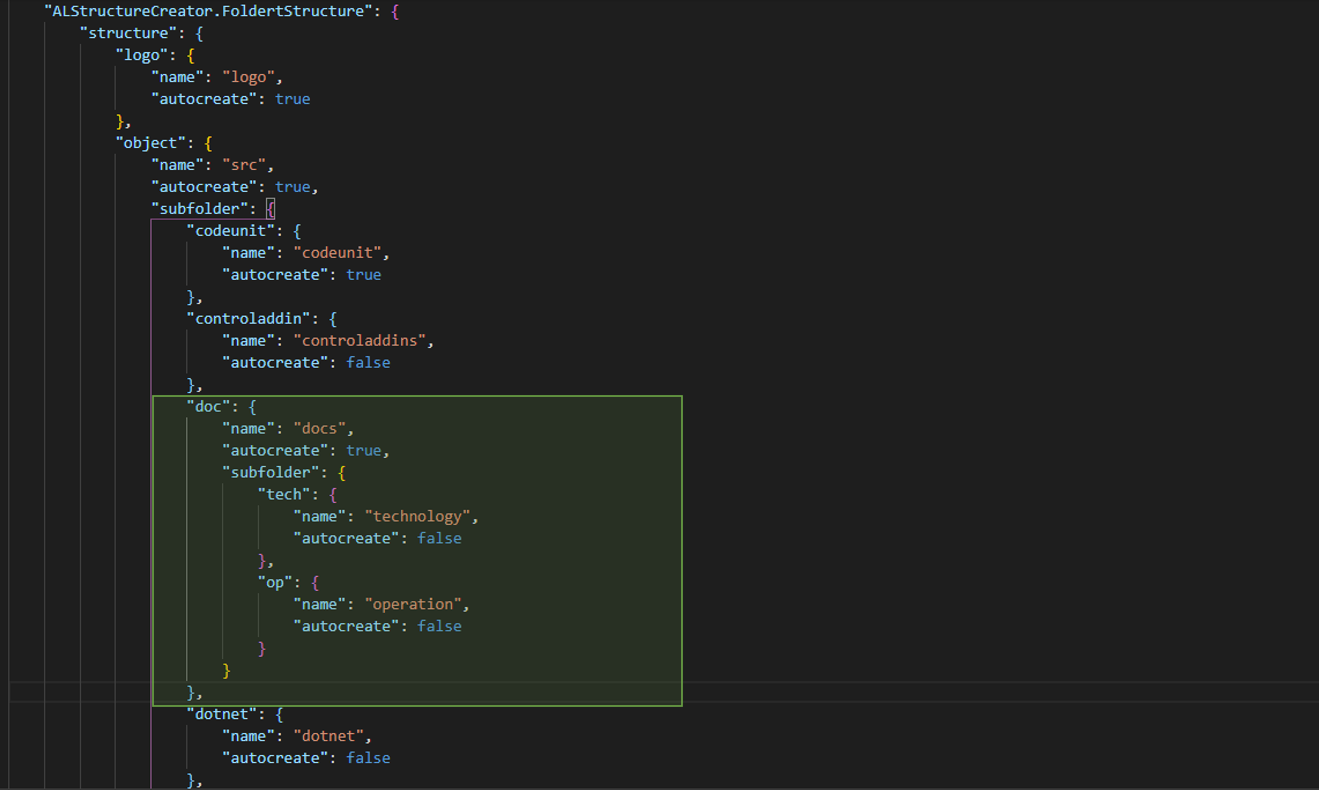 "ALStructureCreator.FoldertStructure": {
"structure": {
"logo": {
"name": "logo",
"autocreate": true
},
"object": {
"name": "src",
"autocreate": true,
"subfolder": {
"codeunit": {
"name": "codeunit",
"autocreate": true
},
"controladdin": {
"name": "controladdins",
"autocreate": false
},
"doc": {
"name": "docs",
"autocreate": true,
"subfolder": {
"tech": {
"name": "technology",
"autocreate": false
},
"op": {
"name": "operation",
"autocreate": false
}
}
},
"dotnet": {
"name": "dotnet",
"autocreate": false
},